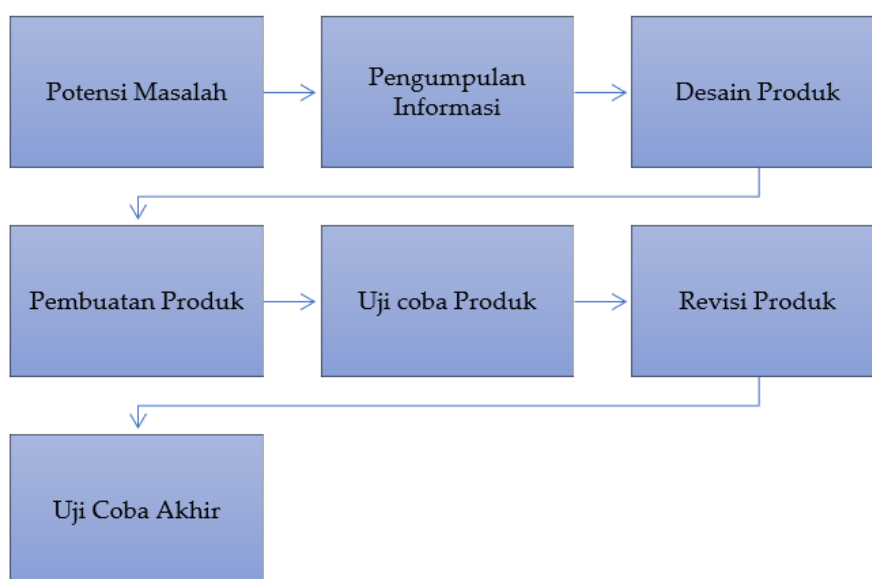 Potensi Masalah
Pengumpulan
Informasi
Desain Produk
Pembuatan Produk
Uji coba Produk
Revisi Produk
Uji Coba Akhir